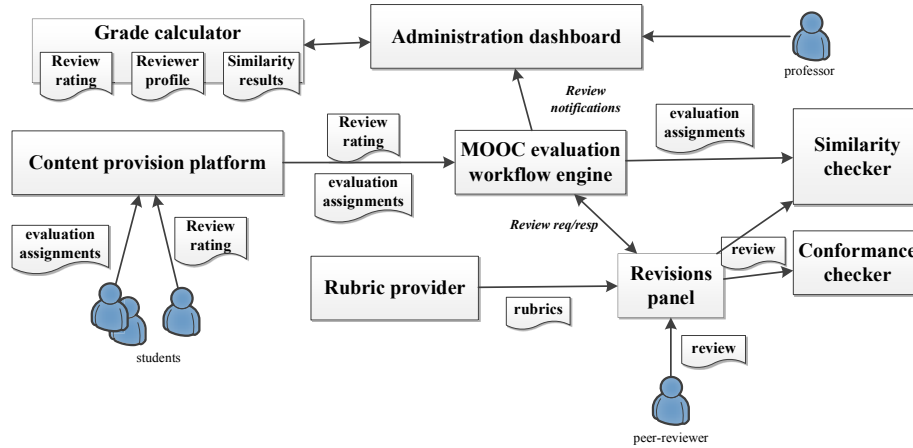 Grade calculator
Review
rating
Reviewer
profile
Similarity
results
Administration dashboard
professor
Review
notifications
Review
rating
evaluation
assignments
evaluation
assignments
Content provision platform
MOOC evaluation
workflow engine
Similarity
checker
evaluation
assignments
Review
rating
Review req/resp
review
Conformance
checker
Rubric provider
rubrics
Revisions
panel
students
review
peer-reviewer